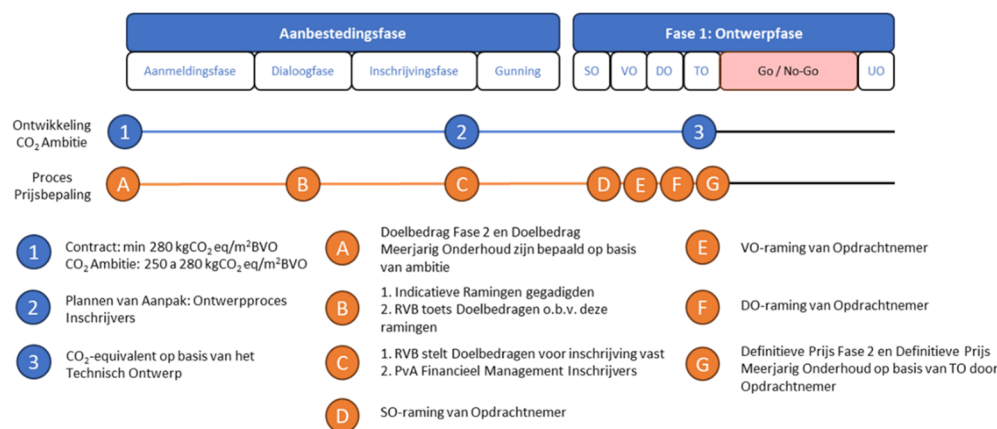 Aanbestedingsfase
Fase 1: Ontwerpfase
Aanmeldingsfase
Dialoogfase
Inschrijvingsfase
Gunning
SO
VO
DO
TO
Go / No-Go
UO
Ontwikkeling
CO₂ Ambitie
1
2
3
Proces
Prijsbepaling
A
B
C
D
E
F
G
1
Contract: min 280 kgCO₂ eq/m²BVO
CO₂ Ambitie: 250 a 280 kgCO₂ eq/m²BVO
2
Plannen van Aanpak: Ontwerpproces
Inschrijvers
3
CO₂-equivalent op basis van het
Technisch Ontwerp
A
Doelbedrag Fase 2 en Doelbedrag
Meerjarig Onderhoud zijn bepaald op basis
van ambitie
B
1. Indicatieve Ramingen gegadigden
2. RVB toets Doelbedragen o.b.v. deze
ramingen
C
1. RVB stelt Doelbedragen voor inschrijving vast
2. PvA Financieel Management Inschrijvers
D
SO-raming van Opdrachtnemer
E
VO-raming van Opdrachtnemer
F
DO-raming van Opdrachtnemer
G
Definitieve Prijs Fase 2 en Definitieve Prijs
Meerjarig Onderhoud op basis van TO door
Opdrachtnemer